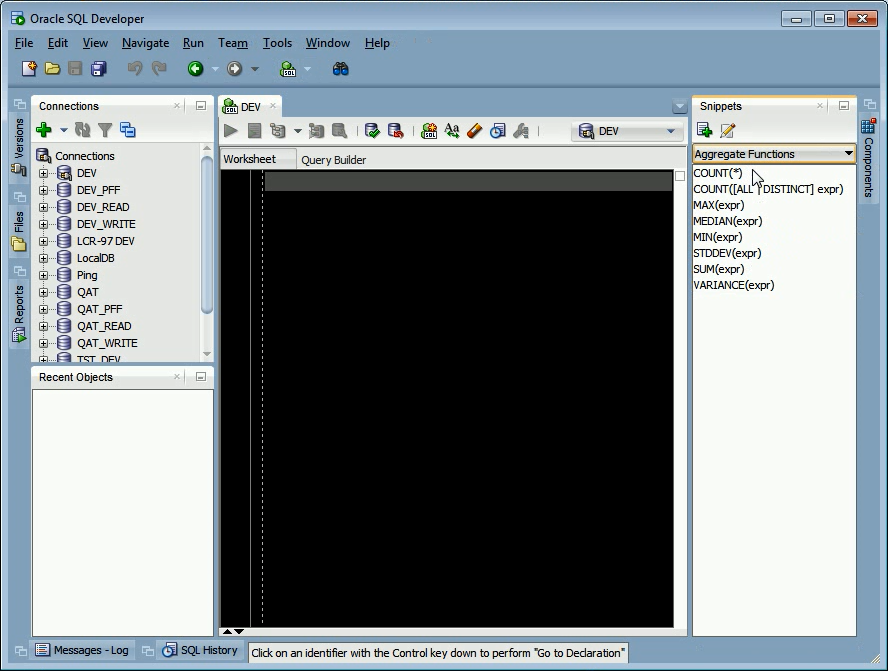 Oracle SQL Developer
File Edit View Navigate Run Team Tools Window Help
Versions
Files
Reports
Connections
Connections
DEV
DEV_PFF
DEV_READ
DEV_WRITE
LCR-97 DEV
LocalDB
Ping
QAT
QAT_PFF
QAT_READ
QAT_WRITE
TST_DEV
Recent Objects
DEV
DEV
Worksheet Query Builder
Snippets
Aggregate Functions
COUNT(*)
COUNT([ALL | DISTINCT] expr)
MAX(expr)
MEDIAN(expr)
MIN(expr)
STDDEV(expr)
SUM(expr)
VARIANCE(expr)
Components
Messages - Log SQL History Click on an identifier with the Control key down to perform "Go to Declaration"